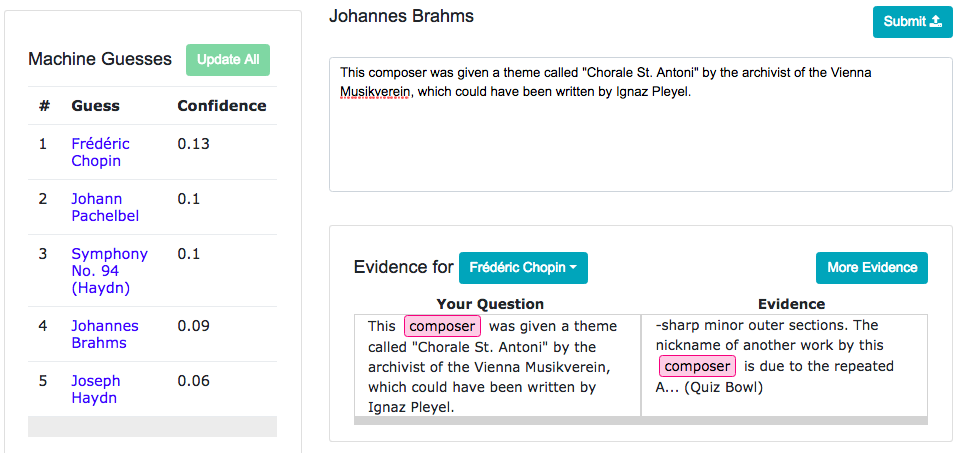 Machine Guesses Update All
# Guess Confidence
1 Frédéric Chopin 0.13
2 Johann Pachelbel 0.1
3 Symphony No. 94 (Haydn) 0.1
4 Johannes Brahms 0.09
5 Joseph Haydn 0.06
Johannes Brahms
Submit
This composer was given a theme called "Chorale St. Antoni" by the archivist of the Vienna
Musikverein, which could have been written by Ignaz Pleyel.
Evidence for Frédéric Chopin More Evidence
Your Question
This composer was given a theme
called "Chorale St. Antoni" by the
archivist of the Vienna Musikverein,
which could have been written by
Ignaz Pleyel.
Evidence
-sharp minor outer sections. The
nickname of another work by this
composer is due to the repeated
A... (Quiz Bowl)